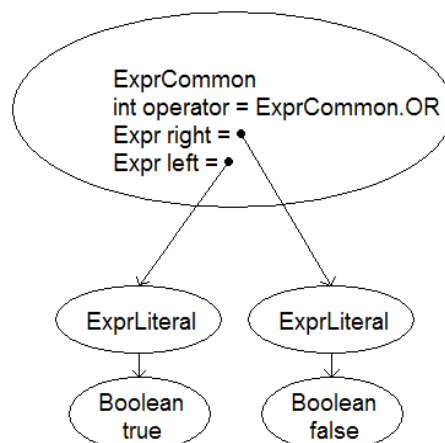 ExprCommon
int operator = ExprCommon.OR
Expr right =
Expr left =
ExprLiteral
ExprLiteral
Boolean
true
Boolean
false